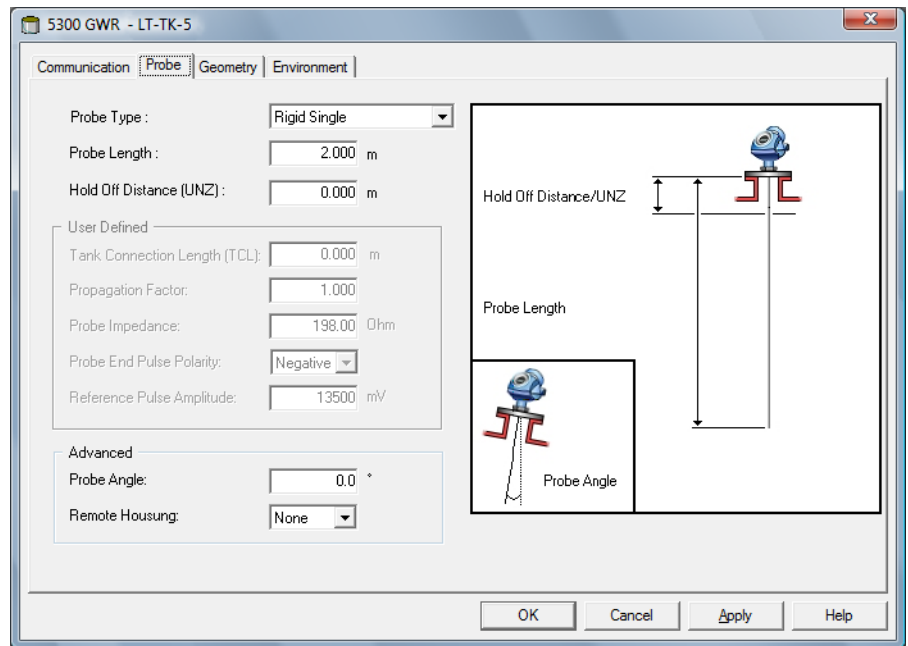 5300 GWR - LT-TK-5
Communication Probe Geometry Environment
Probe Type : Rigid Single
Probe Length : 2.000 m
Hold Off Distance (UNZ) : 0.000 m
User Defined
Tank Connection Length (TCL): 0.000 m
Propagation Factor: 1.000
Probe Impedance: 198.00 Ohm
Probe End Pulse Polarity: Negative
Reference Pulse Amplitude: 13500 mV
Advanced
Probe Angle: 0.0 °
Remote Housung: None
Hold Off Distance/UNZ
Probe Length
Probe Angle
OK Cancel Apply Help